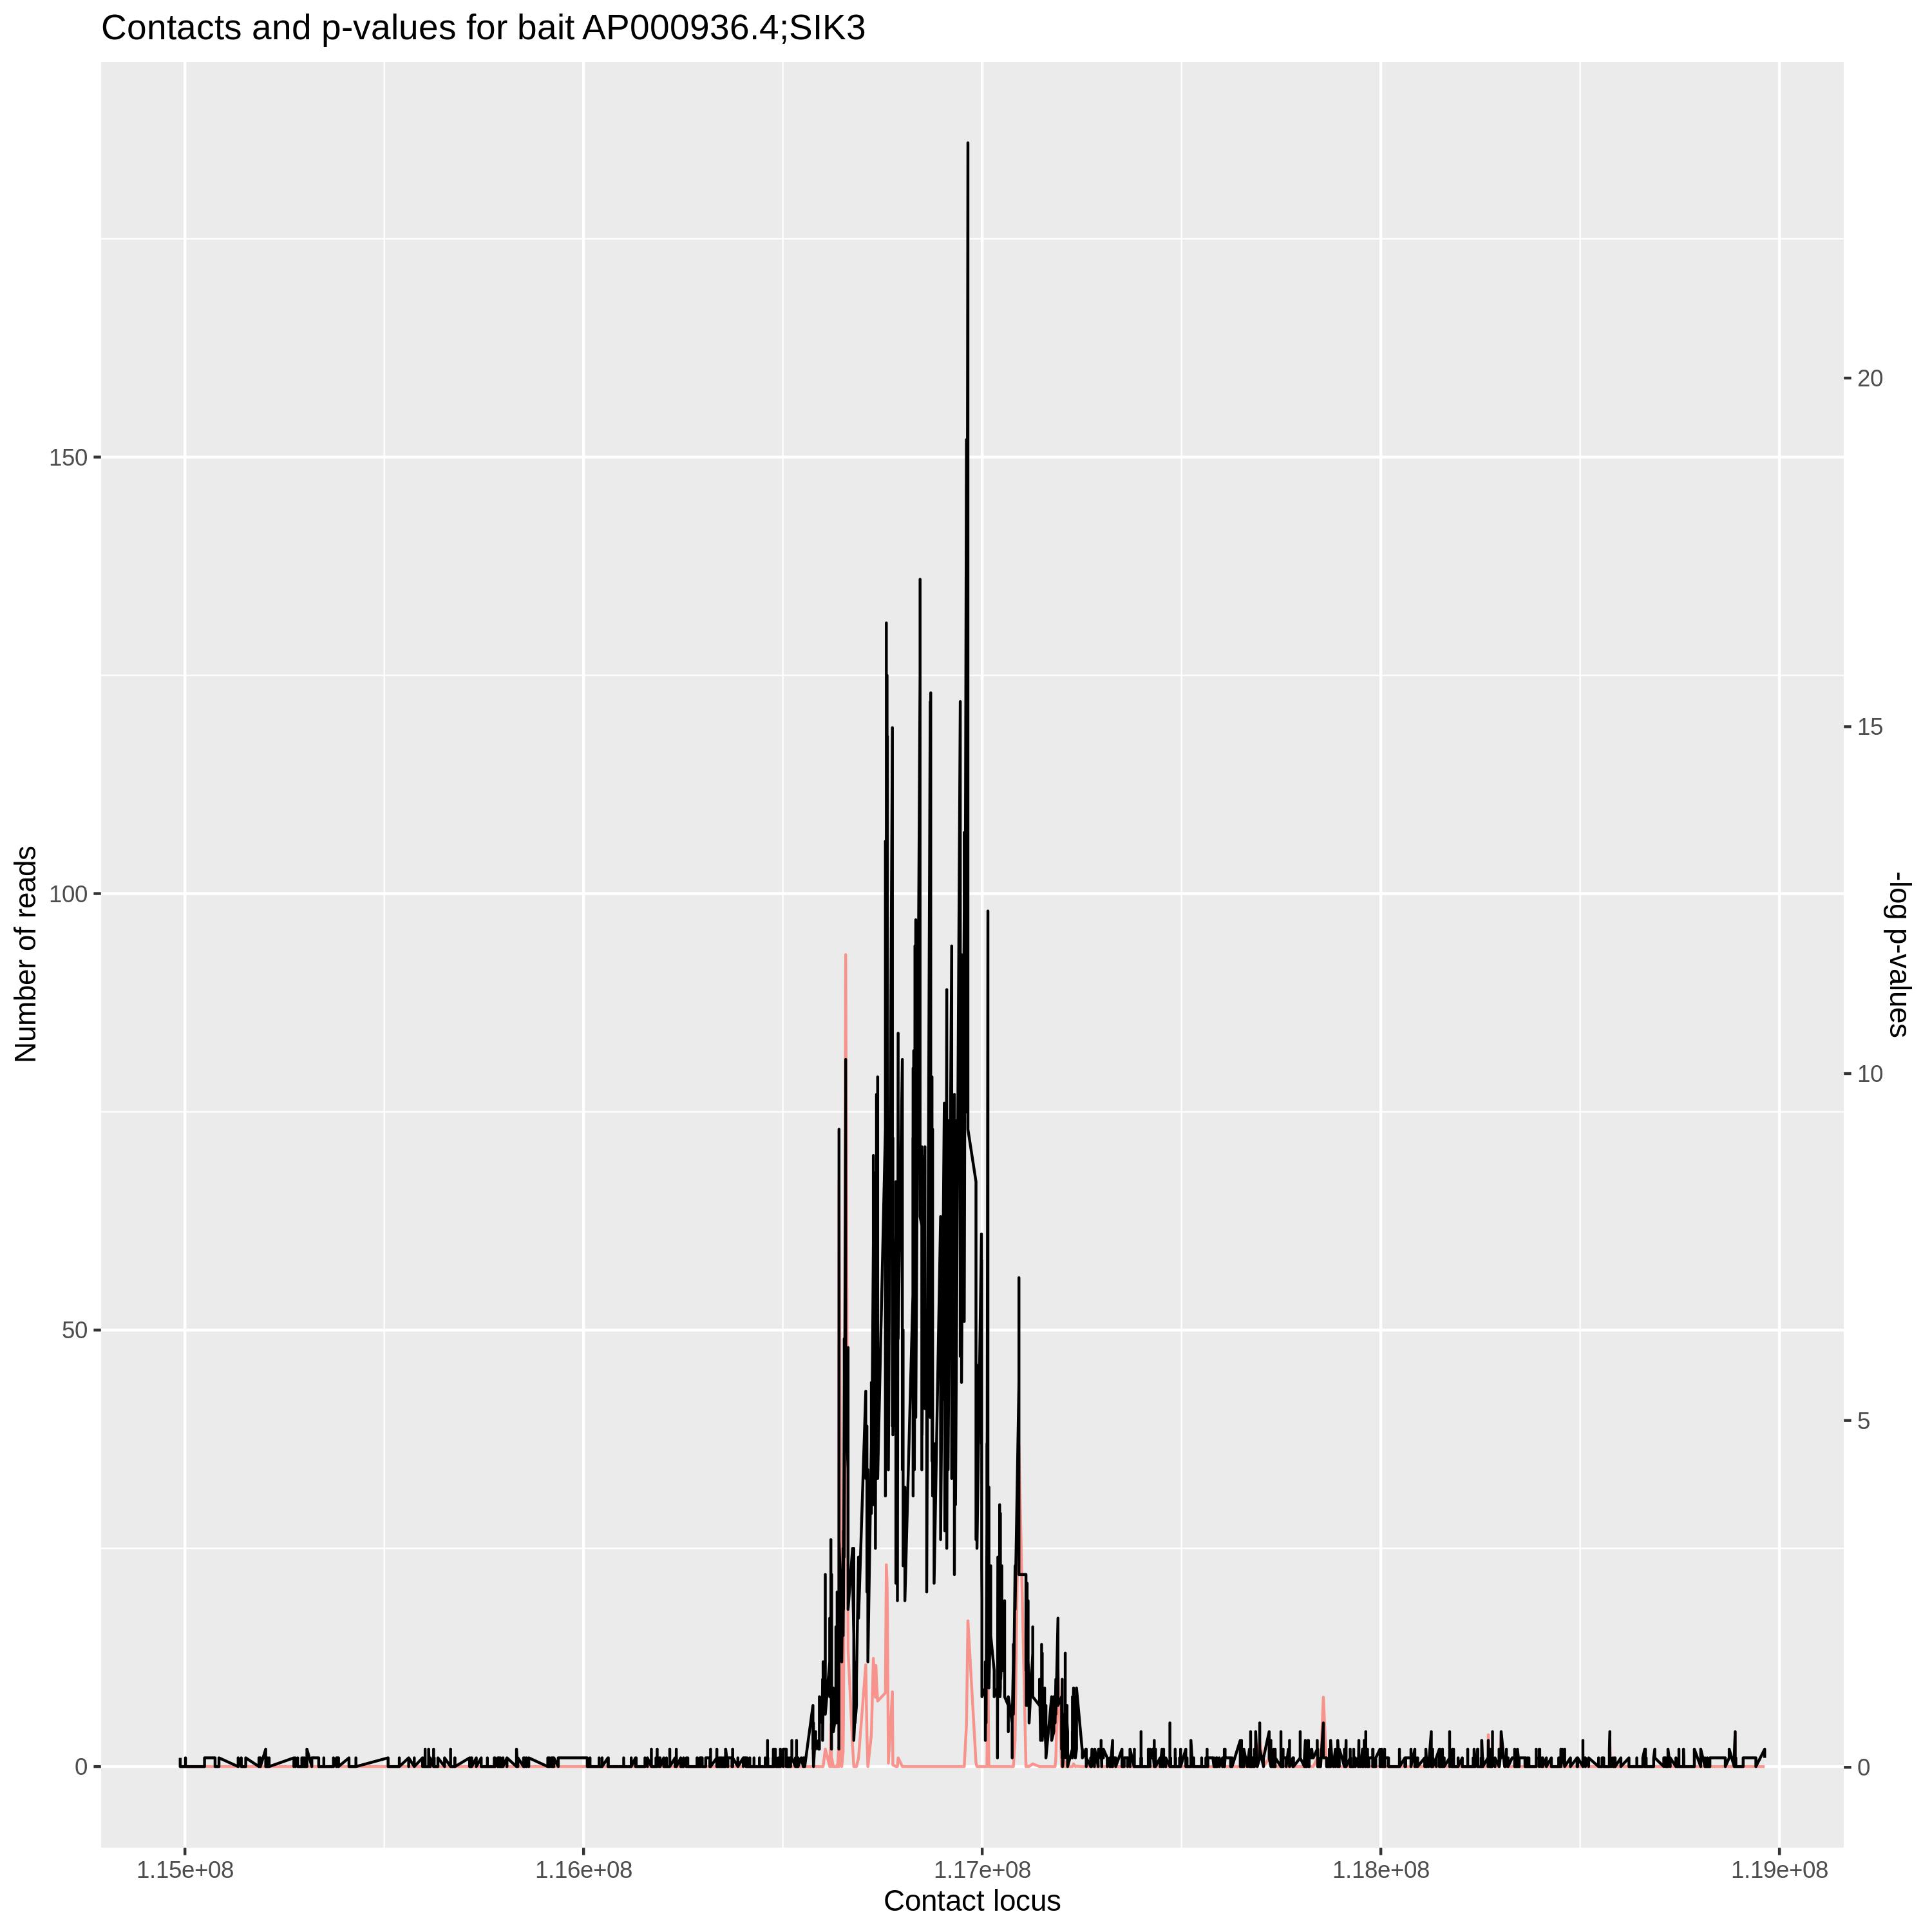 Contacts and p-values for bait AP000936.4;SIK3
Number of reads
150
100
50
0
20
15
10
5
0
-log p-values
1.15e+08
1.16e+08
1.17e+08
1.18e+08
1.19e+08
Contact locus